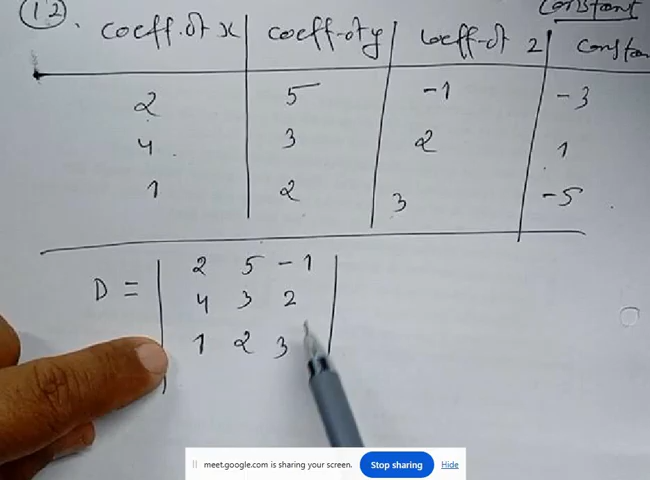 (12).
constant
coeff. of x coeff-of y coeff-of z consta
2 5 -1 -3
4 3 2 1
1 2 3 -5
D = 2 5 -1
4 3 2
1 2 3
meet.google.com is sharing your screen. Stop sharing Hide